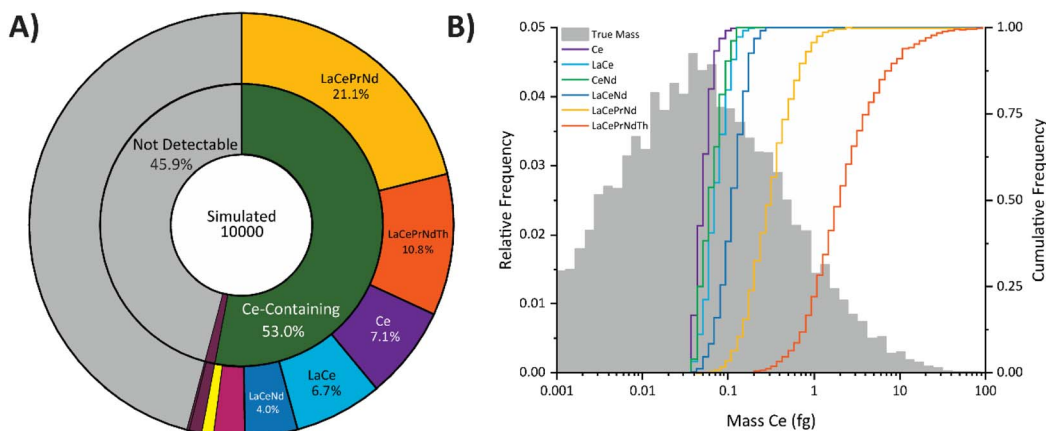 A)
LaCePrNd
21.1%
Not Detectable
45.9%
Simulated
10000
LaCePrNdTh
10.8%
Ce-Containing
53.0%
Ce
7.1%
LaCe
6.7%
LaCeNd
4.0%
B)
True Mass
Ce
LaCe
CeNd
LaCeNd
LaCePrNd
LaCePrNdTh
Relative Frequency
0.05
0.04
0.03
0.02
0.01
0.00
Cumulative Frequency
1.00
0.75
0.50
0.25
0.00
0.001 0.01 0.1 1 10 100
Mass Ce (fg)